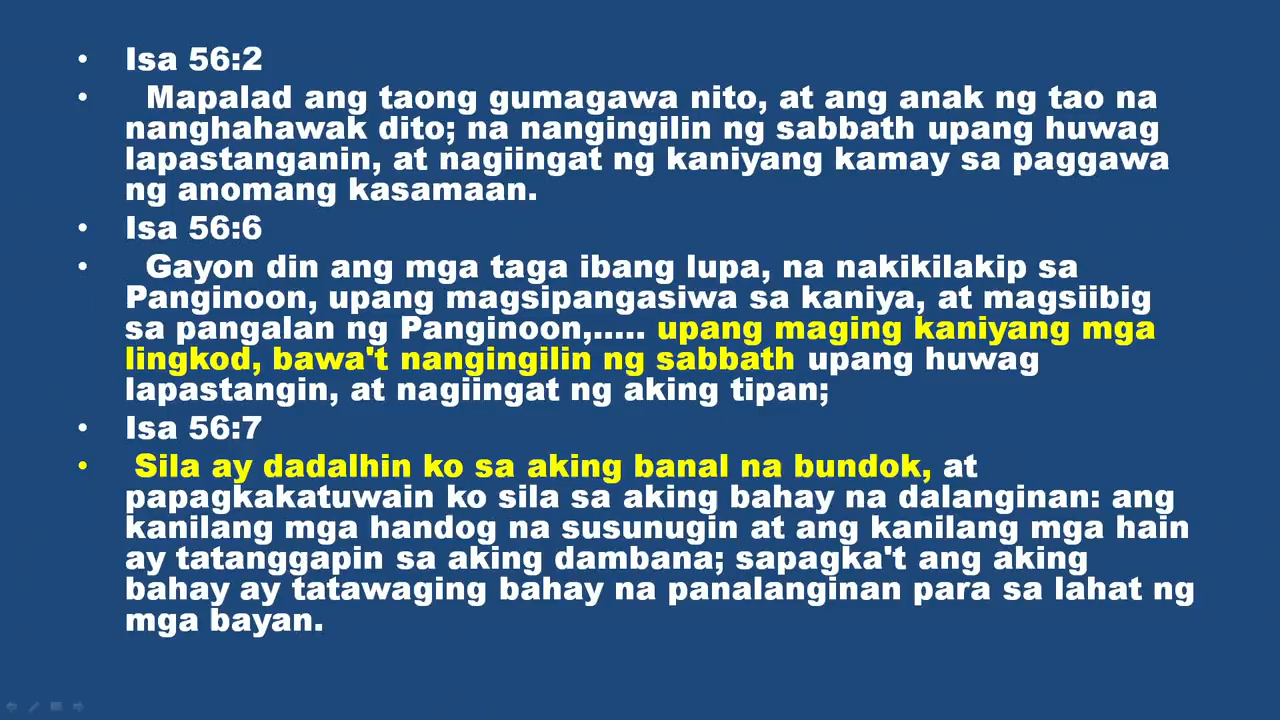 • Isa 56:2
• Mapalad ang taong gumagawa nito, at ang anak ng tao na
nanghahawak dito; na nangingilin ng sabbath upang huwag
lapastanganin, at nagiingat ng kaniyang kamay sa paggawa
ng anomang kasamaan.
• Isa 56:6
• Gayon din ang mga taga ibang lupa, na nakikilakip sa
Panginoon, upang magsipangasiwa sa kaniya, at magsiibig
sa pangalan ng Panginoon,..... upang maging kaniyang mga
lingkod, bawa't nangingilin ng sabbath upang huwag
lapastangin, at nagiingat ng aking tipan;
• Isa 56:7
• Sila ay dadalhin ko sa aking banal na bundok, at
papagkakatuwain ko sila sa aking bahay na dalanginan: ang
kanilang mga handog na susunugin at ang kanilang mga hain
ay tatanggapin sa aking dambana; sapagka't ang aking
bahay ay tatawaging bahay na panalanginan para sa lahat ng
mga bayan.